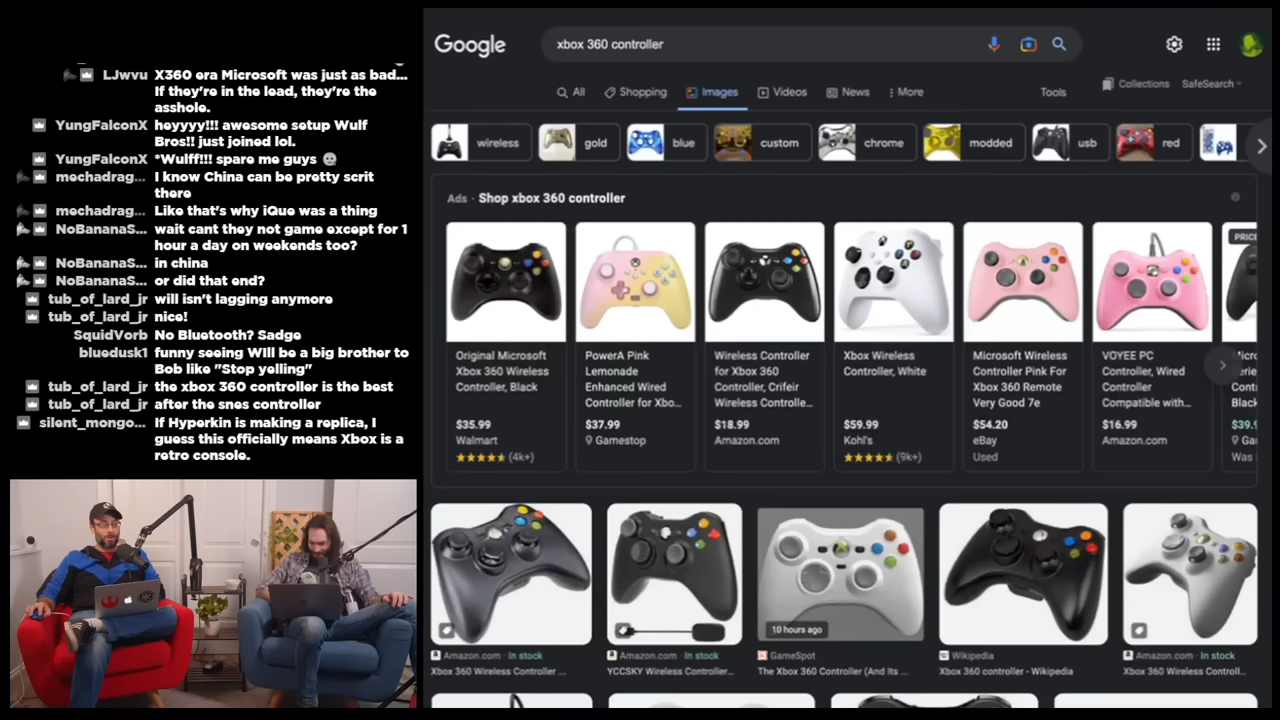 LJwvu X360 era Microsoft was just as bad...
If they're in the lead, they're the
asshole.
YungFalconX heyyyy!!! awesome setup Wulf
Bros!! just joined lol.
YungFalconX *Wulff!!! spare me guys
mechadrag... I know China can be pretty scrit
there
mechadrag... Like that's why iQue was a thing
NoBananaS... wait cant they not game except for 1
hour a day on weekends too?
NoBananaS... in china
NoBananaS... or did that end?
tub_of_lard_jr will isn't lagging anymore
tub_of_lard_jr nice!
SquidVorb No Bluetooth? Sadge
bluedusk1 funny seeing WIll be a big brother to
Bob like "Stop yelling"
tub_of_lard_jr the xbox 360 controller is the best
tub_of_lard_jr after the snes controller
silent_mongo... If Hyperkin is making a replica, I
guess this officially means Xbox is a
retro console.
Google
xbox 360 controller
All Shopping Images Videos News More Tools Collections SafeSearch
wireless gold blue custom chrome modded usb red
Ads · Shop xbox 360 controller
PRICE
Original Microsoft
Xbox 360 Wireless
Controller, Black
$35.99
Walmart
(4k+)
PowerA Pink
Lemonade
Enhanced Wired
Controller for Xbo...
$37.99
Gamestop
Wireless Controller
for Xbox 360
Controller, Crifeir
Wireless Controlle...
$18.99
Amazon.com
Xbox Wireless
Controller, White
$59.99
Kohl's
(9k+)
Microsoft Wireless
Controller Pink For
Xbox 360 Remote
Very Good 7e
$54.20
eBay
Used
VOYEE PC
Controller, Wired
Controller
Compatible with...
$16.99
Amazon.com
Black
$39.9
Was
10 hours ago
Amazon.com · In stock
Xbox 360 Wireless Controller ...
Amazon.com · In stock
YCCSKY Wireless Controller...
GameSpot
The Xbox 360 Controller (And Its ...
Wikipedia
Xbox 360 controller - Wikipedia
Amazon.com · In stock
Xbox 360 Wireless Controll...